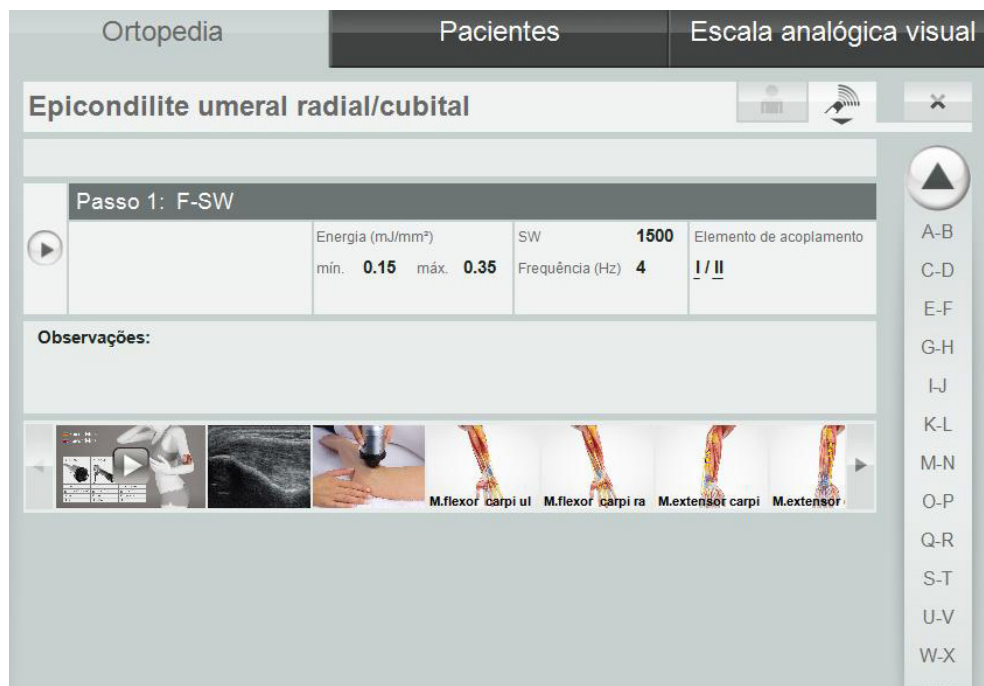 Ortopedia
Pacientes
Escala analógica visual
Epicondilite umeral radial/cubital
Passo 1: F-SW
Energia (mJ/mm²)
mín. 0.15 máx. 0.35
SW 1500
Frequência (Hz) 4
Elemento de acoplamento
I / II
Observações:
M.flexor carpi ul
M.flexor carpi ra
M.extensor carpi
M.extensor
A-B
C-D
E-F
G-H
I-J
K-L
M-N
O-P
Q-R
S-T
U-V
W-X